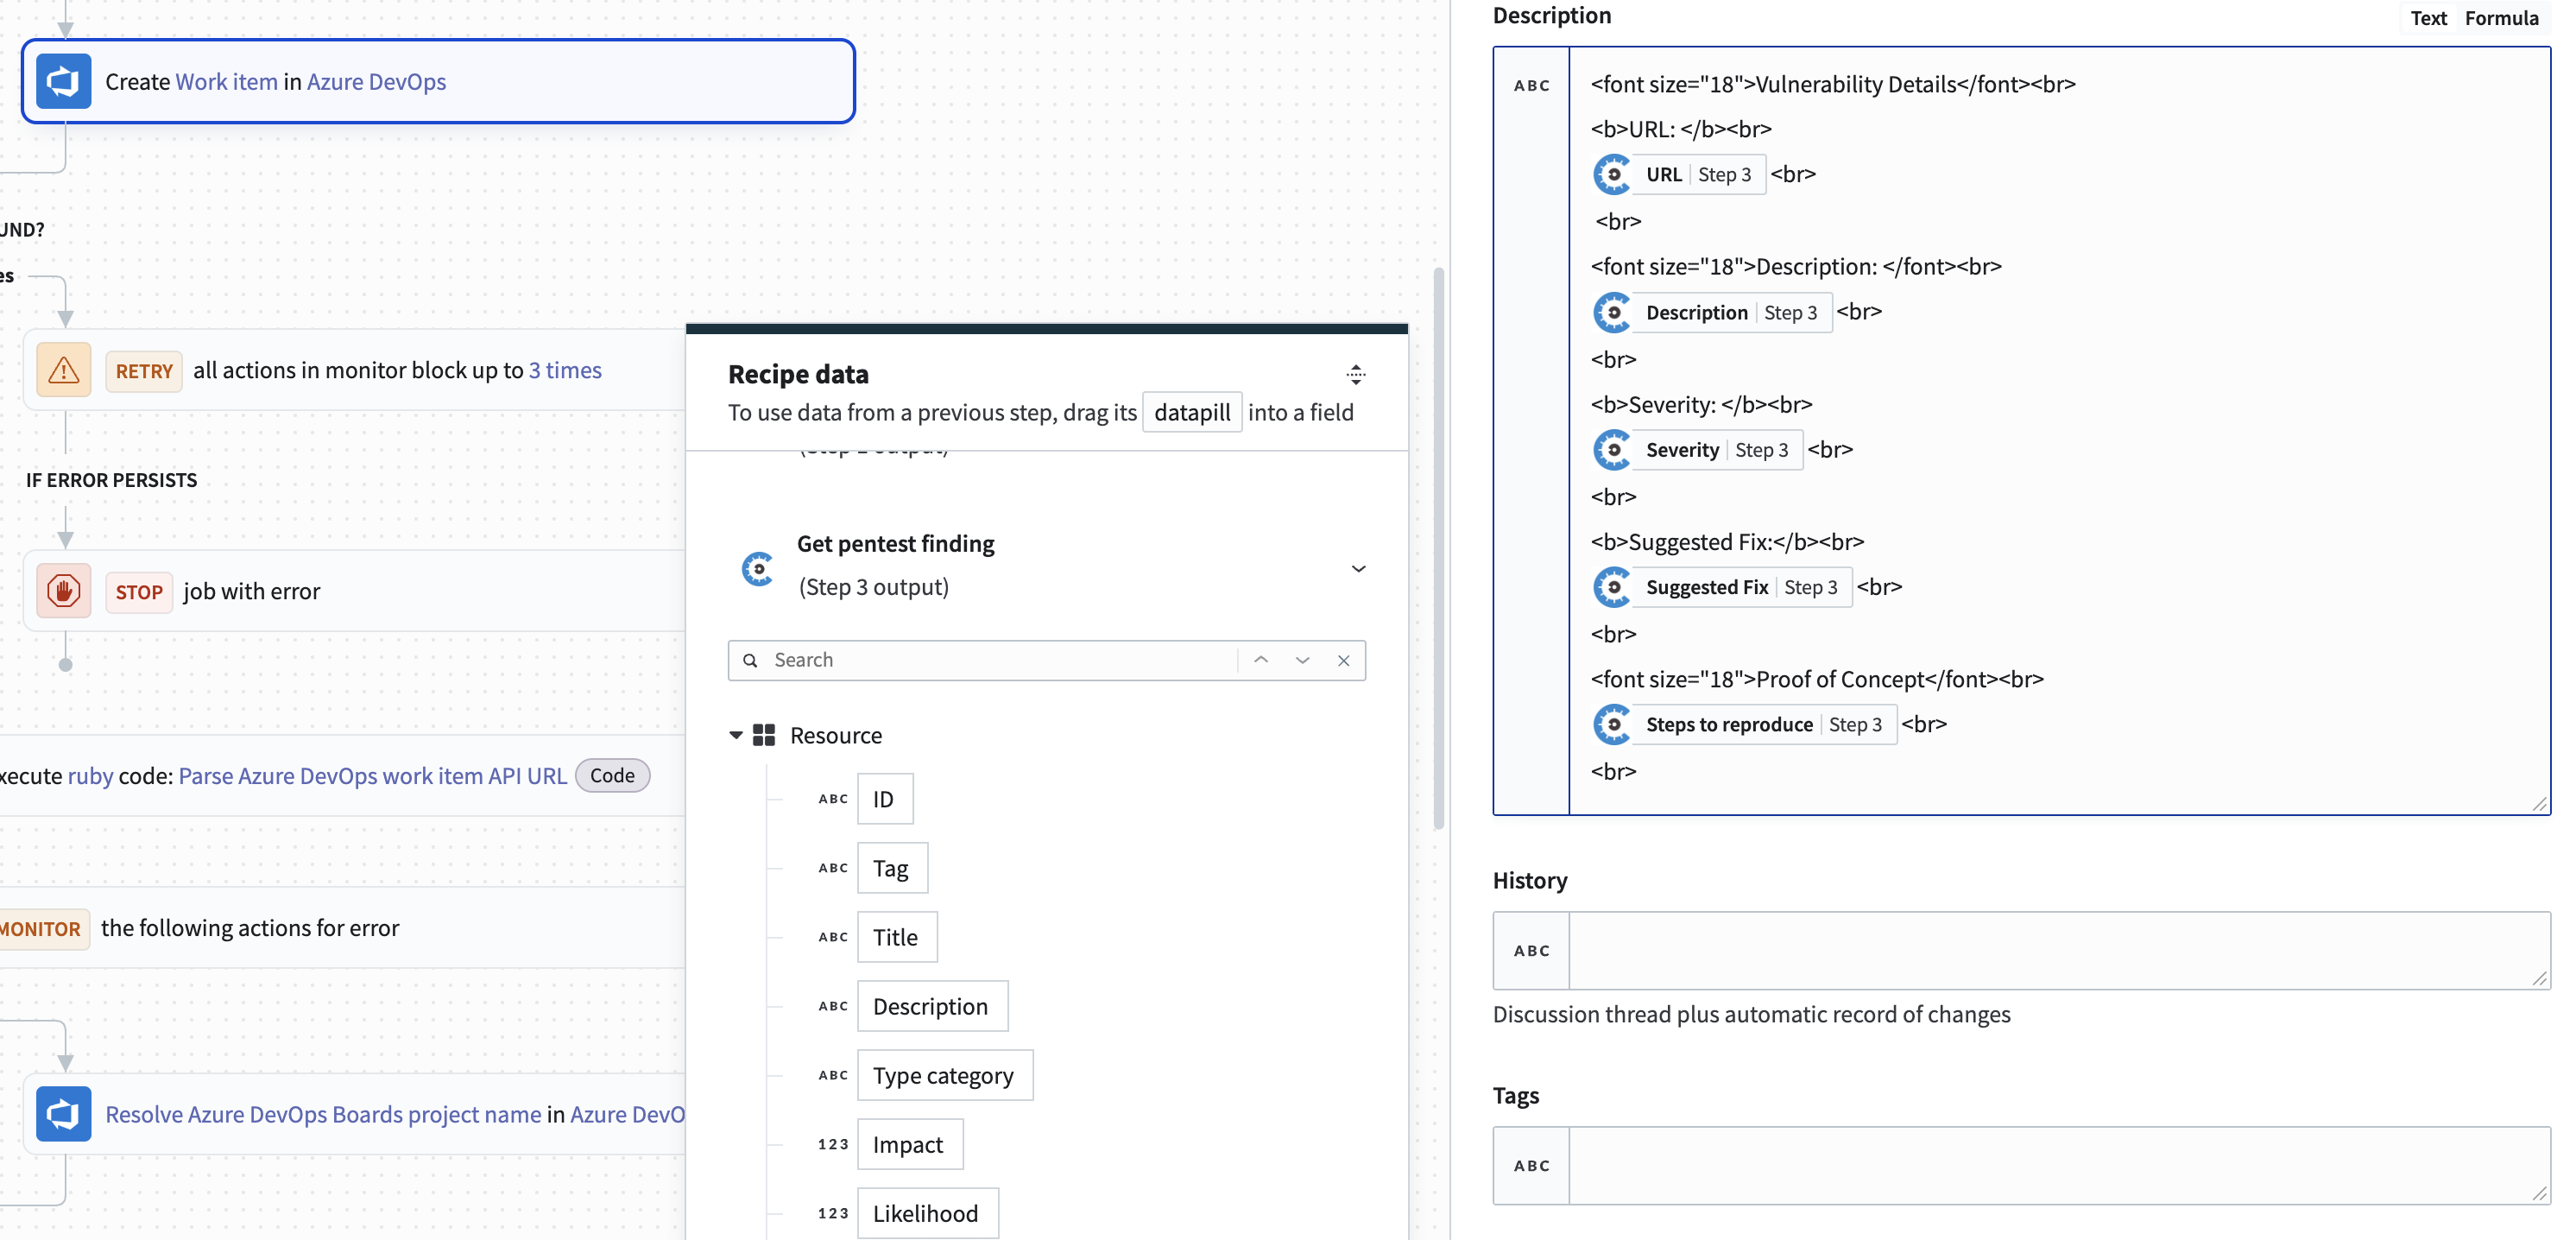 Create Work item in Azure DevOps
UND?
es
RETRY all actions in monitor block up to 3 times
IF ERROR PERSISTS
STOP job with error
xecute ruby code: Parse Azure DevOps work item API URL Code
MONITOR the following actions for error
Resolve Azure DevOps Boards project name in Azure DevO
Recipe data
To use data from a previous step, drag its datapill into a field
Get pentest finding
(Step 3 output)
Search
Resource
ABC ID
ABC Tag
ABC Title
ABC Description
ABC Type category
123 Impact
123 Likelihood
Description
Text Formula
ABC
<font size="18">Vulnerability Details</font><br>
<b>URL: </b><br>
URL Step 3 <br>
<br>
<font size="18">Description: </font><br>
Description Step 3 <br>
<br>
<b>Severity: </b><br>
Severity Step 3 <br>
<br>
<b>Suggested Fix:</b><br>
Suggested Fix Step 3 <br>
<br>
<font size="18">Proof of Concept</font><br>
Steps to reproduce Step 3 <br>
<br>
History
ABC
Discussion thread plus automatic record of changes
Tags
ABC